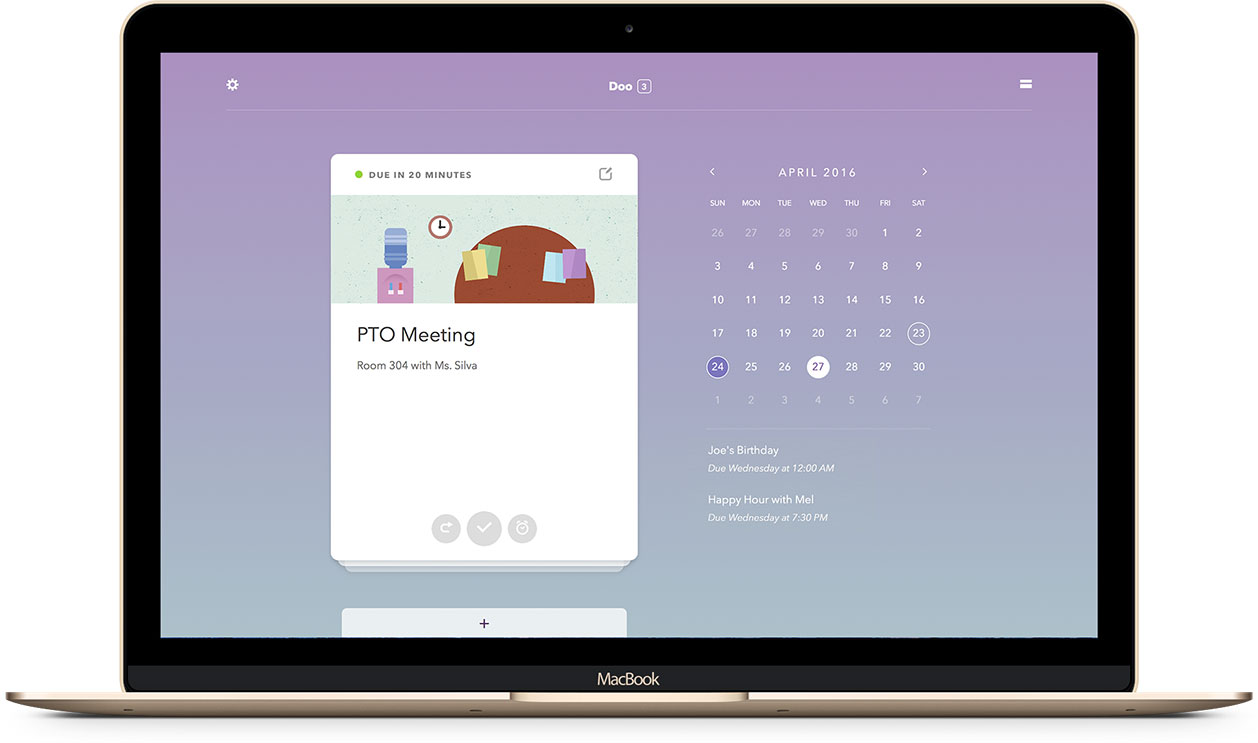 Doo 3
DUE IN 20 MINUTES
PTO Meeting
Room 304 with Ms. Silva
+
APRIL 2016
SUN MON TUE WED THU FRI SAT
26 27 28 29 30 1 2
3 4 5 6 7 8 9
10 11 12 13 14 15 16
17 18 19 20 21 22 23
24 25 26 27 28 29 30
1 2 3 4 5 6 7
Joe's Birthday
Due Wednesday at 12:00 AM
Happy Hour with Mel
Due Wednesday at 7:30 PM
MacBook